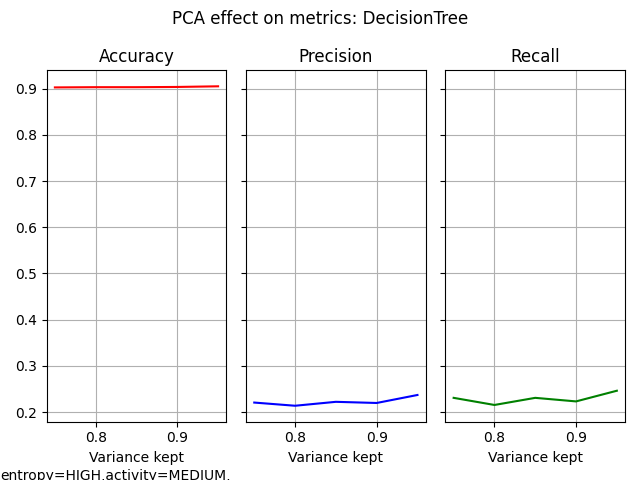 PCA effect on metrics: DecisionTree
Accuracy Precision Recall
0.9
0.8
0.7
0.6
0.5
0.4
0.3
0.2
0.8 0.9 0.8 0.9 0.8 0.9
Variance kept Variance kept Variance kept
entropy=HIGH.activity=MEDIUM.